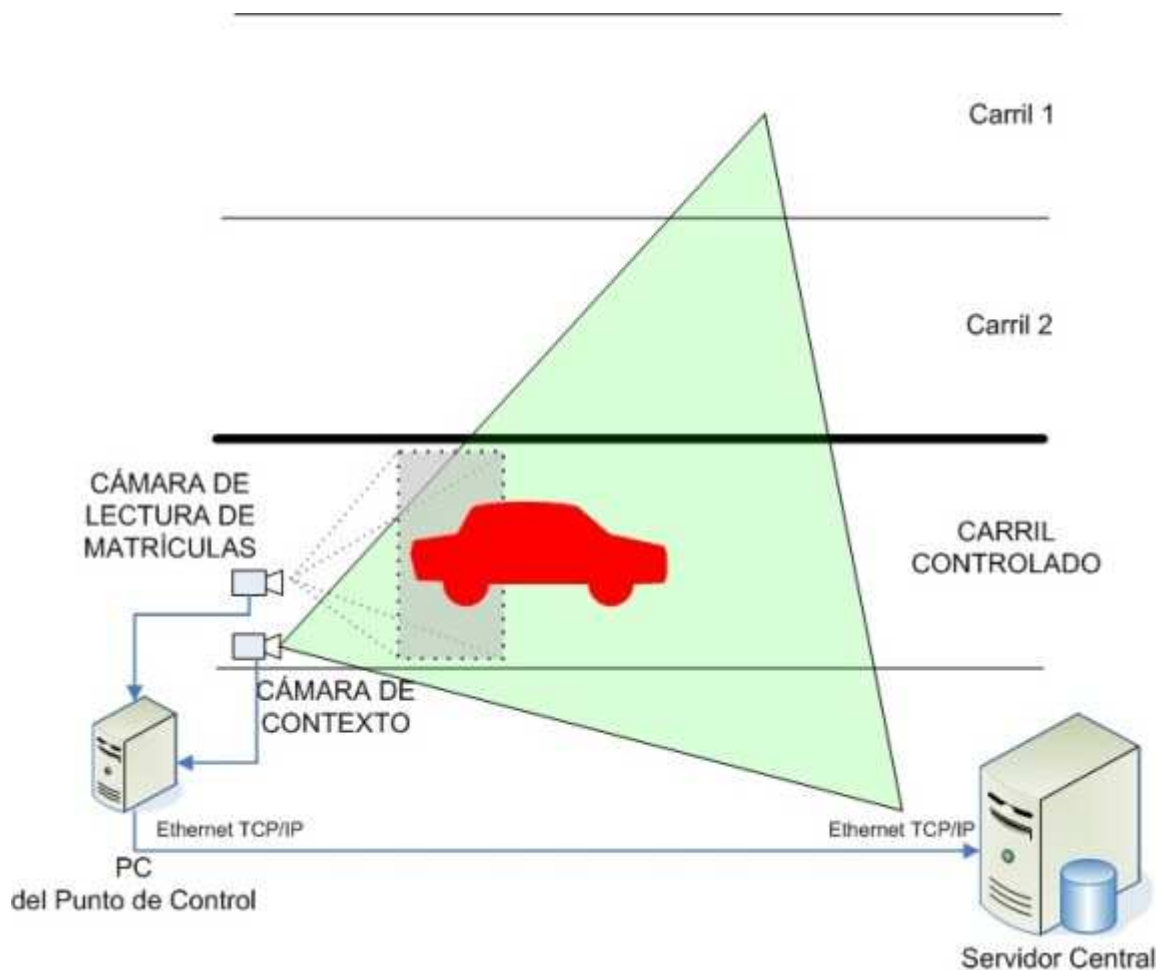 Carril 1
Carril 2
CÁMARA DE
LECTURA DE
MATRÍCULAS
CARRIL
CONTROLADO
CÁMARA DE
CONTEXTO
Ethernet TCP/IP
Ethernet TCP/IP
PC
del Punto de Control
Servidor Central